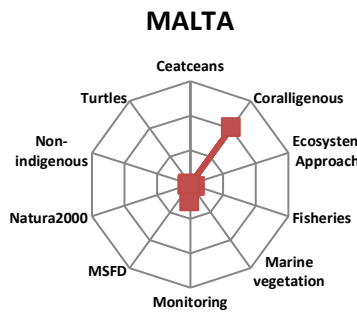 MALTA
Ceatceans
Coralligenous
Ecosystem
Approach
Fisheries
Marine
vegetation
Monitoring
MSFD
Natura2000
Non-
indigenous
Turtles